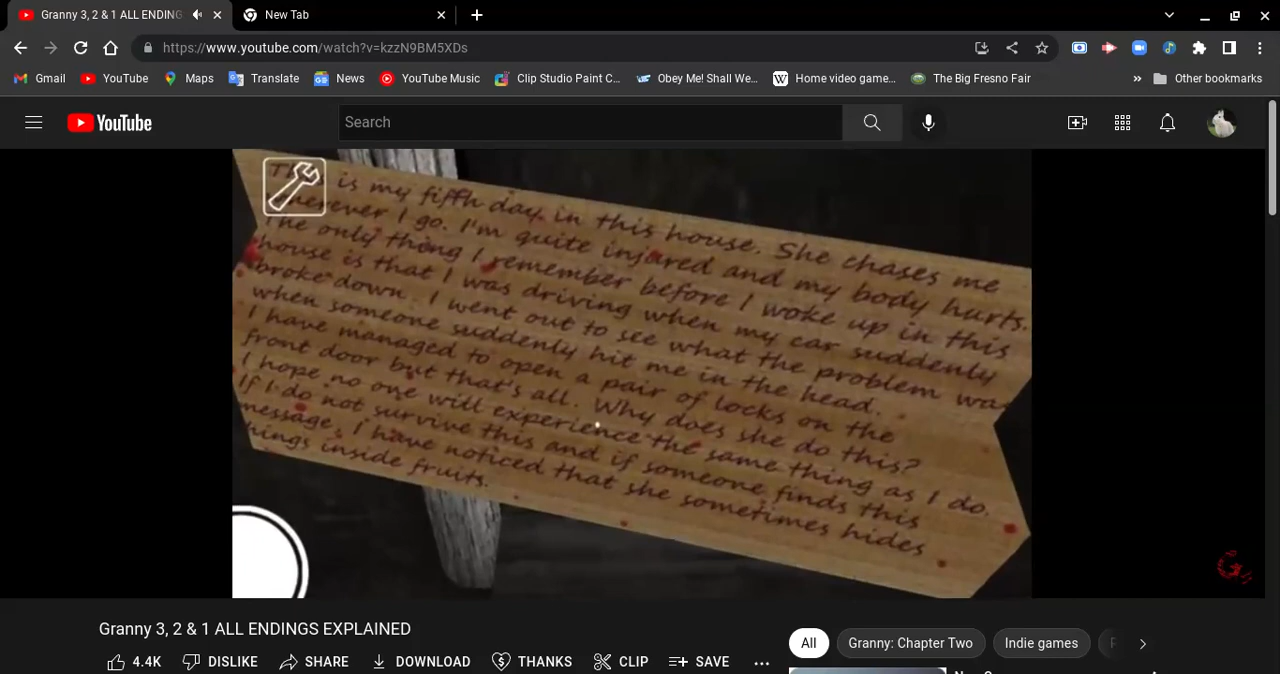 Granny 3, 2 & 1 ALL ENDING
New Tab
https://www.youtube.com/watch?v=kzzN9BM5XDs
Gmail YouTube Maps Translate News YouTube Music Clip Studio Paint C... Obey Me! Shall We... Home video game... The Big Fresno Fair » Other bookmarks
YouTube
Search
This is my fifth day in this house. She chases me
wherever I go. I'm quite injured and my body hurts.
The only thing I remember before I woke up in this
house is that I was driving when my car suddenly
broke down. I went out to see what the problem was
when someone suddenly hit me in the head.
I have managed to open a pair of locks on the
front door but that's all. Why does she do this?
I hope no one will experience the same thing as I do.
If I do not survive this and if someone finds this
message. I have noticed that she sometimes hides
things inside fruits.
Granny 3, 2 & 1 ALL ENDINGS EXPLAINED
4.4K DISLIKE SHARE DOWNLOAD THANKS CLIP SAVE ...
All Granny: Chapter Two Indie games